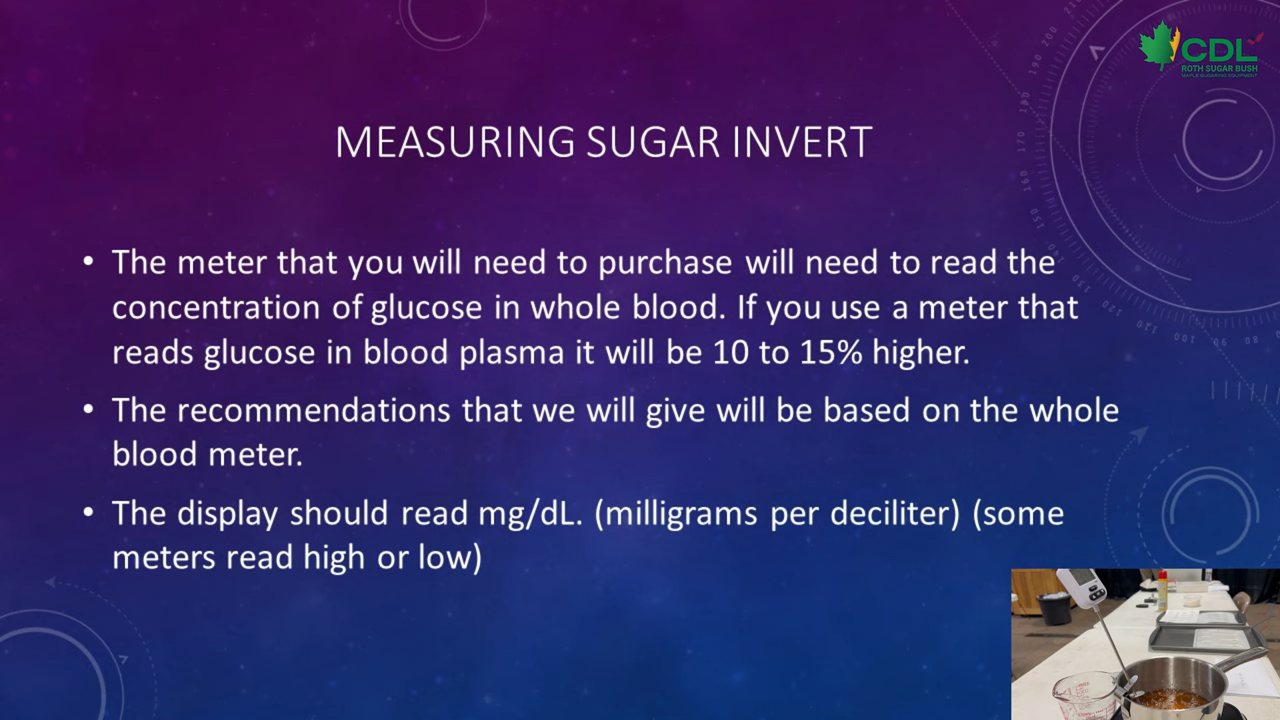 CDL
ROTH SUGAR BUSH
MAPLE SUGARING EQUIPMENT
MEASURING SUGAR INVERT
• The meter that you will need to purchase will need to read the
concentration of glucose in whole blood. If you use a meter that
reads glucose in blood plasma it will be 10 to 15% higher.
• The recommendations that we will give will be based on the whole
blood meter.
• The display should read mg/dL. (milligrams per deciliter) (some
meters read high or low)